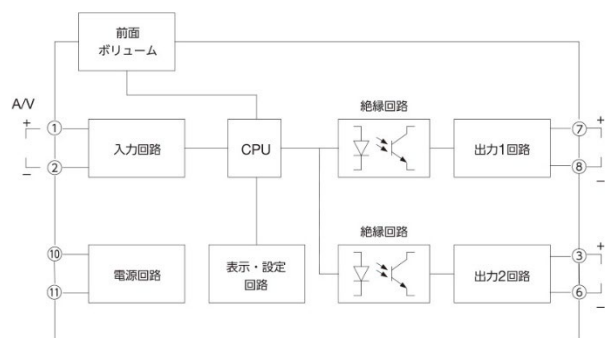 前面
ボリューム
A/V
+
①
②
−
入力回路
CPU
絶縁回路
出力1回路
⑦
⑧
+
−
⑩
⑪
電源回路
表示・設定
回路
絶縁回路
出力2回路
③
⑥
+
−